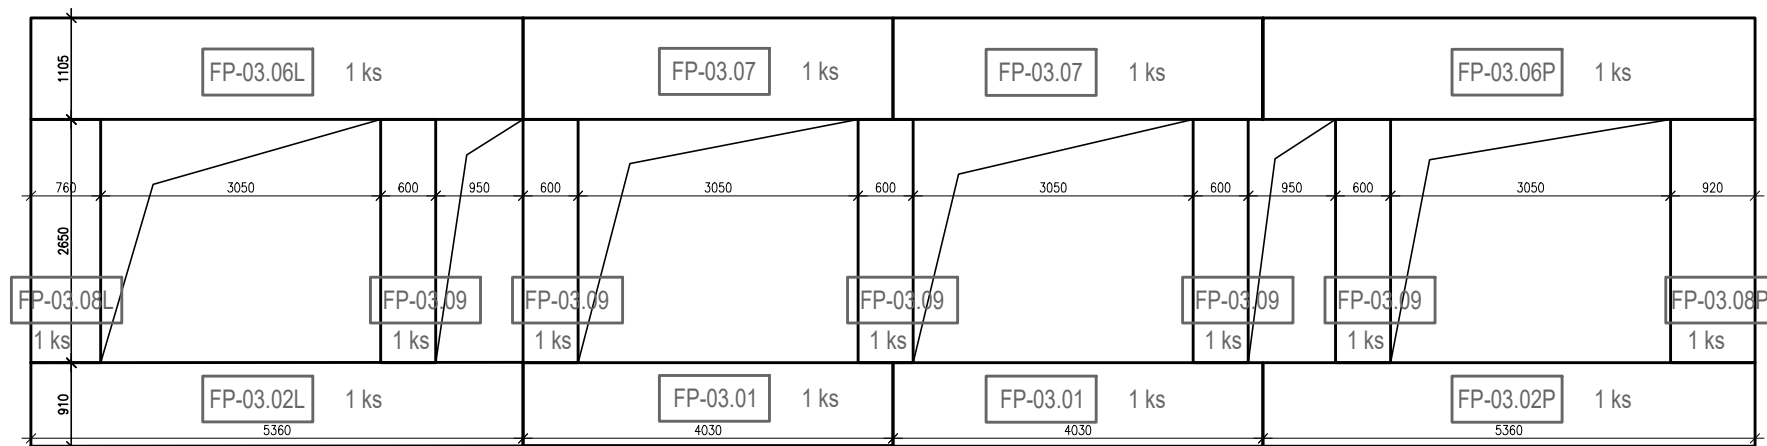 1105
FP-03.06L 1 ks
FP-03.07 1 ks
FP-03.07 1 ks
FP-03.06P 1 ks
760 3050 600 950 600 3050 600 3050 600 950 600 3050 920
2650
FP-03.08L FP-03.09 FP-03.09 FP-03.09 FP-03.09 FP-03.09 FP-03.08P
1 ks 1 ks 1 ks 1 ks 1 ks 1 ks 1 ks
910
FP-03.02L 1 ks
FP-03.01 1 ks
FP-03.01 1 ks
FP-03.02P 1 ks
5360 4030 4030 5360